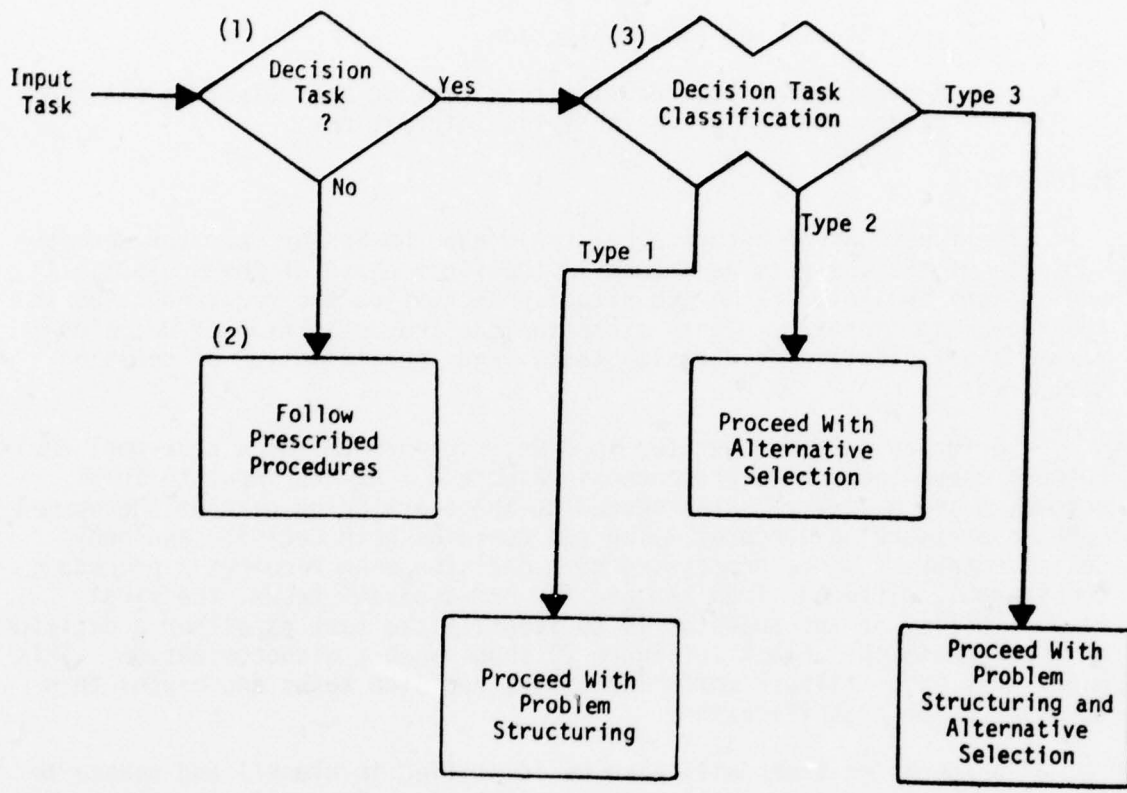 (1)
Input
Task
Decision
Task
?
Yes
No
(2)
Follow
Prescribed
Procedures
(3)
Decision Task
Classification
Type 1
Type 2
Type 3
Proceed With
Alternative
Selection
Proceed With
Problem
Structuring
Proceed With
Problem
Structuring and
Alternative
Selection